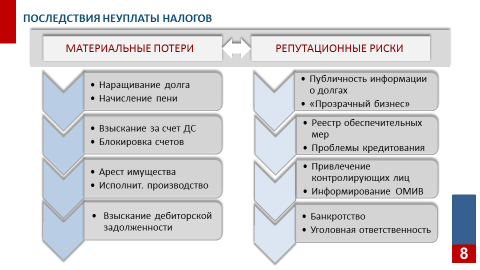 ПОСЛЕДСТВИЯ НЕУПЛАТЫ НАЛОГОВ
МАТЕРИАЛЬНЫЕ ПОТЕРИ
• Наращивание долга
• Начисление пени
• Взыскание за счет ДС
• Блокировка счетов
• Арест имущества
• Исполнит. производство
• Взыскание дебиторской
задолженности
РЕПУТАЦИОННЫЕ РИСКИ
• Публичность информации
о долгах
• «Прозрачный бизнес»
• Реестр обеспечительных
мер
• Проблемы кредитования
• Привлечение
контролирующих лиц
• Информирование ОМИВ
• Банкротство
• Уголовная ответственность
8